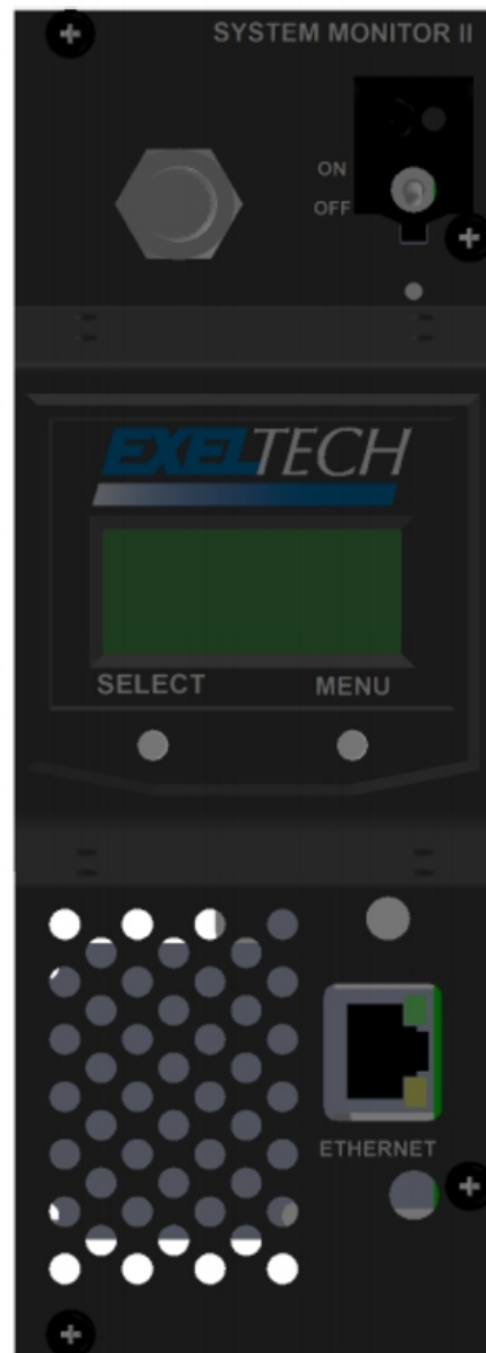 SYSTEM MONITOR II
ON
OFF
EXELTECH
SELECT MENU
ETHERNET